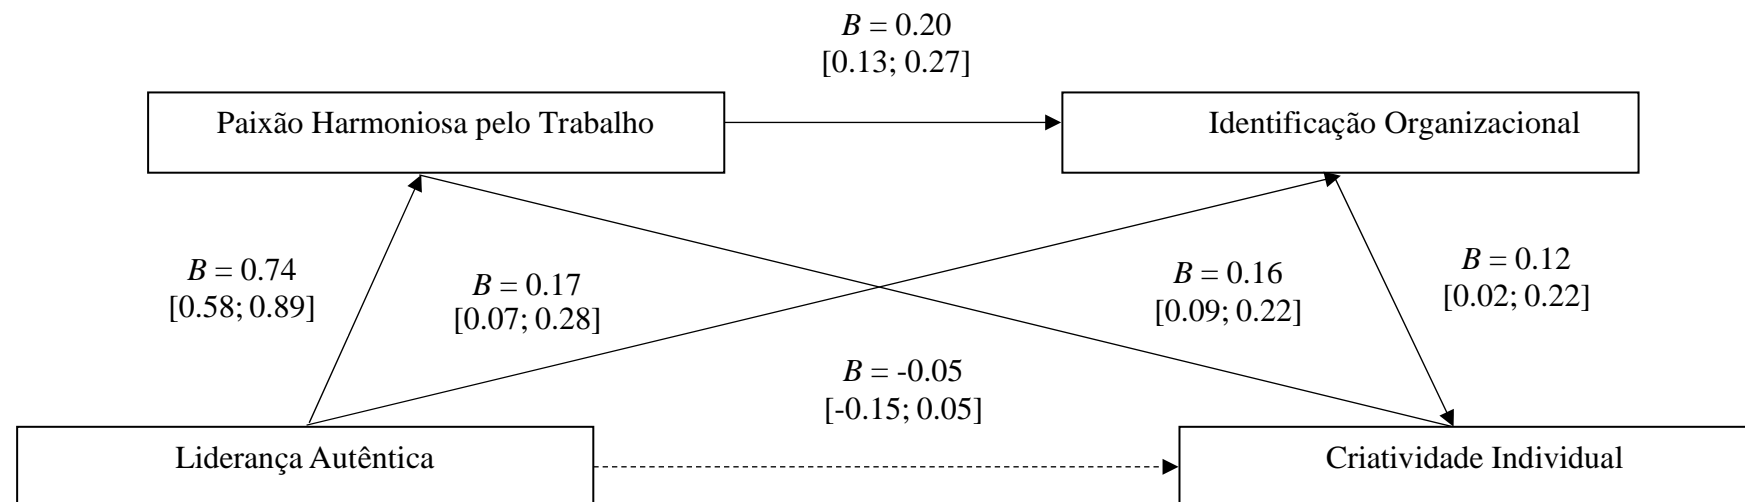 B = 0.20
[0.13; 0.27]
Paixão Harmoniosa pelo Trabalho
Identificação Organizacional
B = 0.74
[0.58; 0.89]
B = 0.17
[0.07; 0.28]
B = 0.16
[0.09; 0.22]
B = 0.12
[0.02; 0.22]
B = -0.05
[-0.15; 0.05]
Liderança Autêntica
Criatividade Individual